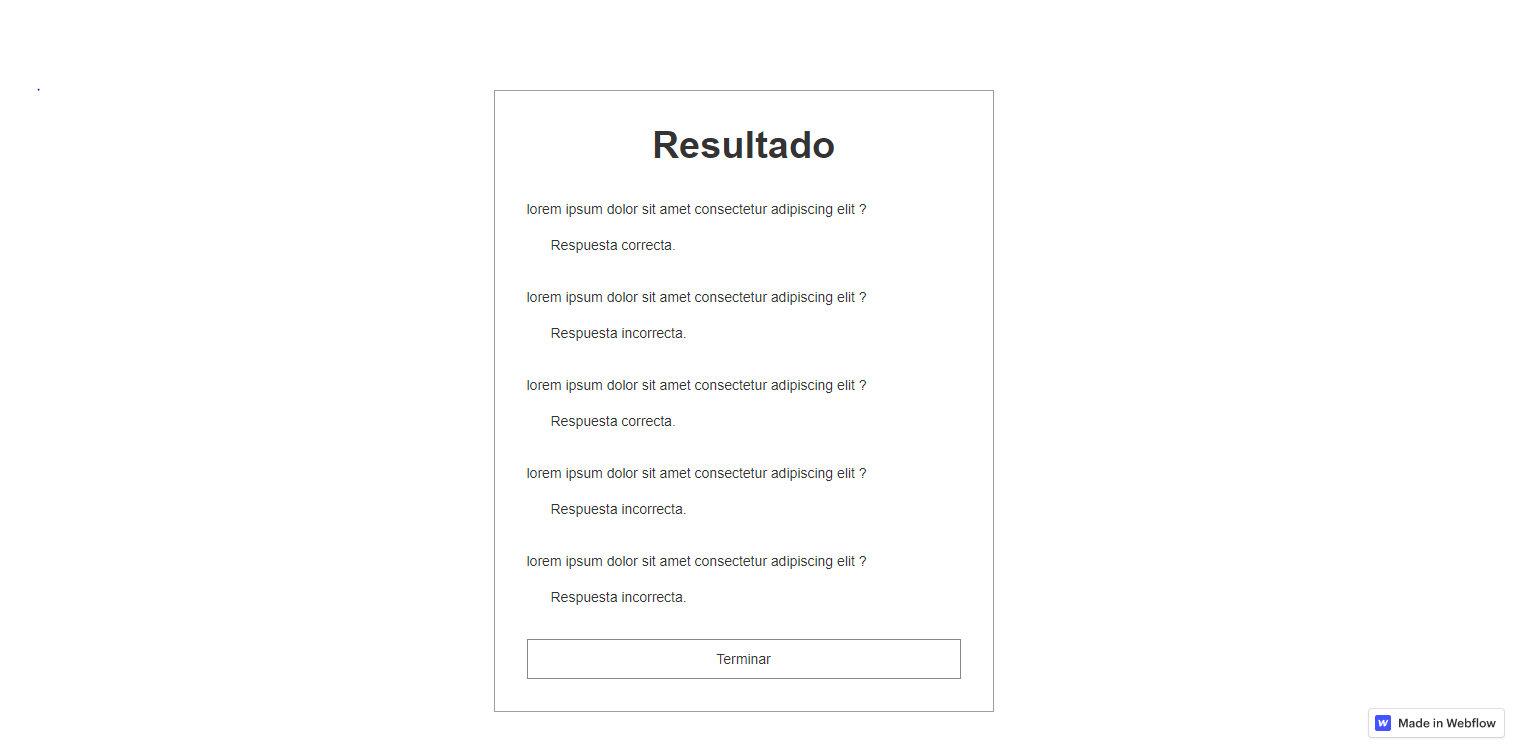 Resultado
lorem ipsum dolor sit amet consectetur adipiscing elit ?
Respuesta correcta.
lorem ipsum dolor sit amet consectetur adipiscing elit ?
Respuesta incorrecta.
lorem ipsum dolor sit amet consectetur adipiscing elit ?
Respuesta correcta.
lorem ipsum dolor sit amet consectetur adipiscing elit ?
Respuesta incorrecta.
lorem ipsum dolor sit amet consectetur adipiscing elit ?
Respuesta incorrecta.
Terminar
W Made in Webflow